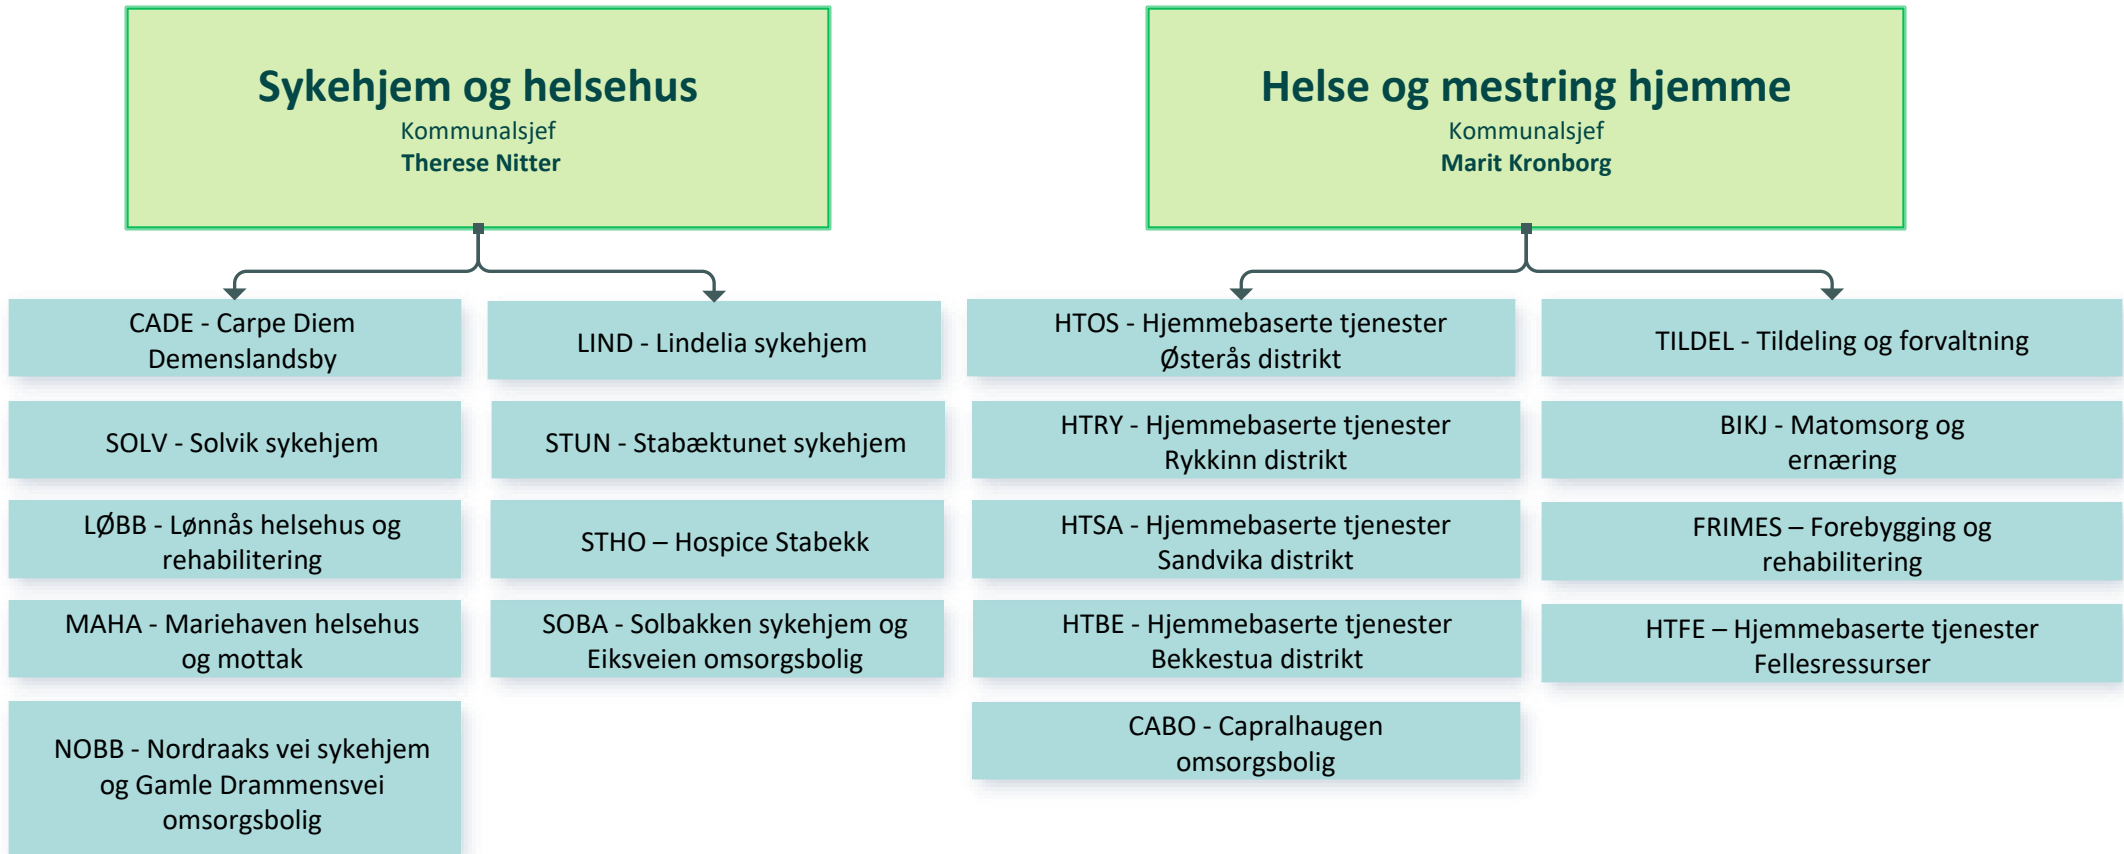 Sykehjem og helsehus
Kommunalsjef
Therese Nitter
CADE - Carpe Diem
Demenslandsby
SOLV - Solvik sykehjem
LØBB - Lønnås helsehus og
rehabilitering
MAHA - Mariehaven helsehus
og mottak
NOBB - Nordraaks vei sykehjem
og Gamle Drammensvei
omsorgsbolig
LIND - Lindelia sykehjem
STUN - Stabæktunet sykehjem
STHO – Hospice Stabekk
SOBA - Solbakken sykehjem og
Eiksveien omsorgsbolig
Helse og mestring hjemme
Kommunalsjef
Marit Kronborg
HTOS - Hjemmebaserte tjenester
Østerås distrikt
HTRY - Hjemmebaserte tjenester
Rykkinn distrikt
HTSA - Hjemmebaserte tjenester
Sandvika distrikt
HTBE - Hjemmebaserte tjenester
Bekkestua distrikt
CABO - Capralhaugen
omsorgsbolig
TILDEL - Tildeling og forvaltning
BIKJ - Matomsorg og
ernæring
FRIMES – Forebygging og
rehabilitering
HTFE – Hjemmebaserte tjenester
Fellesressurser